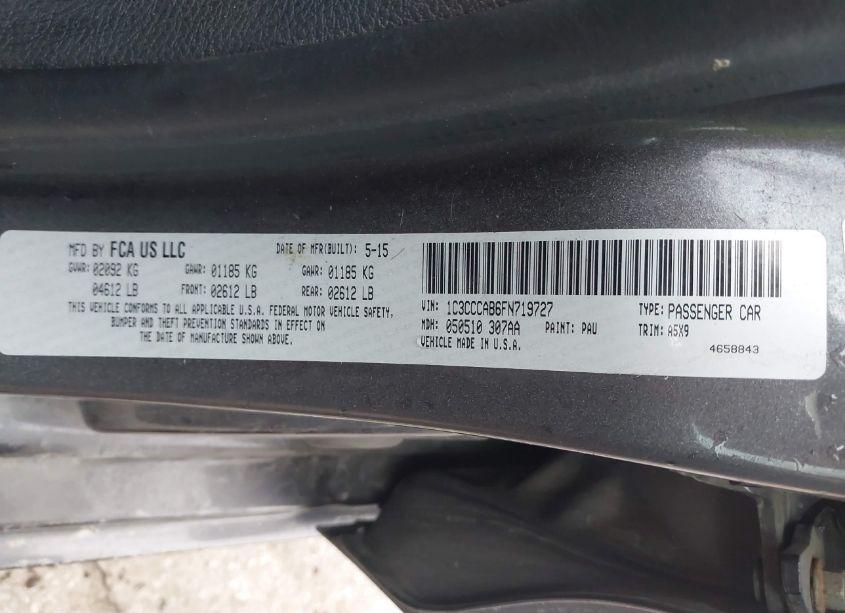 MFD BY FCA US LLC DATE OF MFR(BUILT): 5-15
GVWR: 02092 KG GAWR: 01185 KG GAWR: 01185 KG
04612 LB FRONT: 02612 LB REAR: 02612 LB
THIS VEHICLE CONFORMS TO ALL APPLICABLE U.S.A. FEDERAL MOTOR VEHICLE SAFETY,
BUMPER AND THEFT PREVENTION STANDARDS IN EFFECT ON
THE DATE OF MANUFACTURE SHOWN ABOVE.
VIN: 1C3CCCAB6FN719727 TYPE: PASSENGER CAR
MDH: 050510 307AA PAINT: PAU TRIM: A5X9
VEHICLE MADE IN U.S.A. 4658843